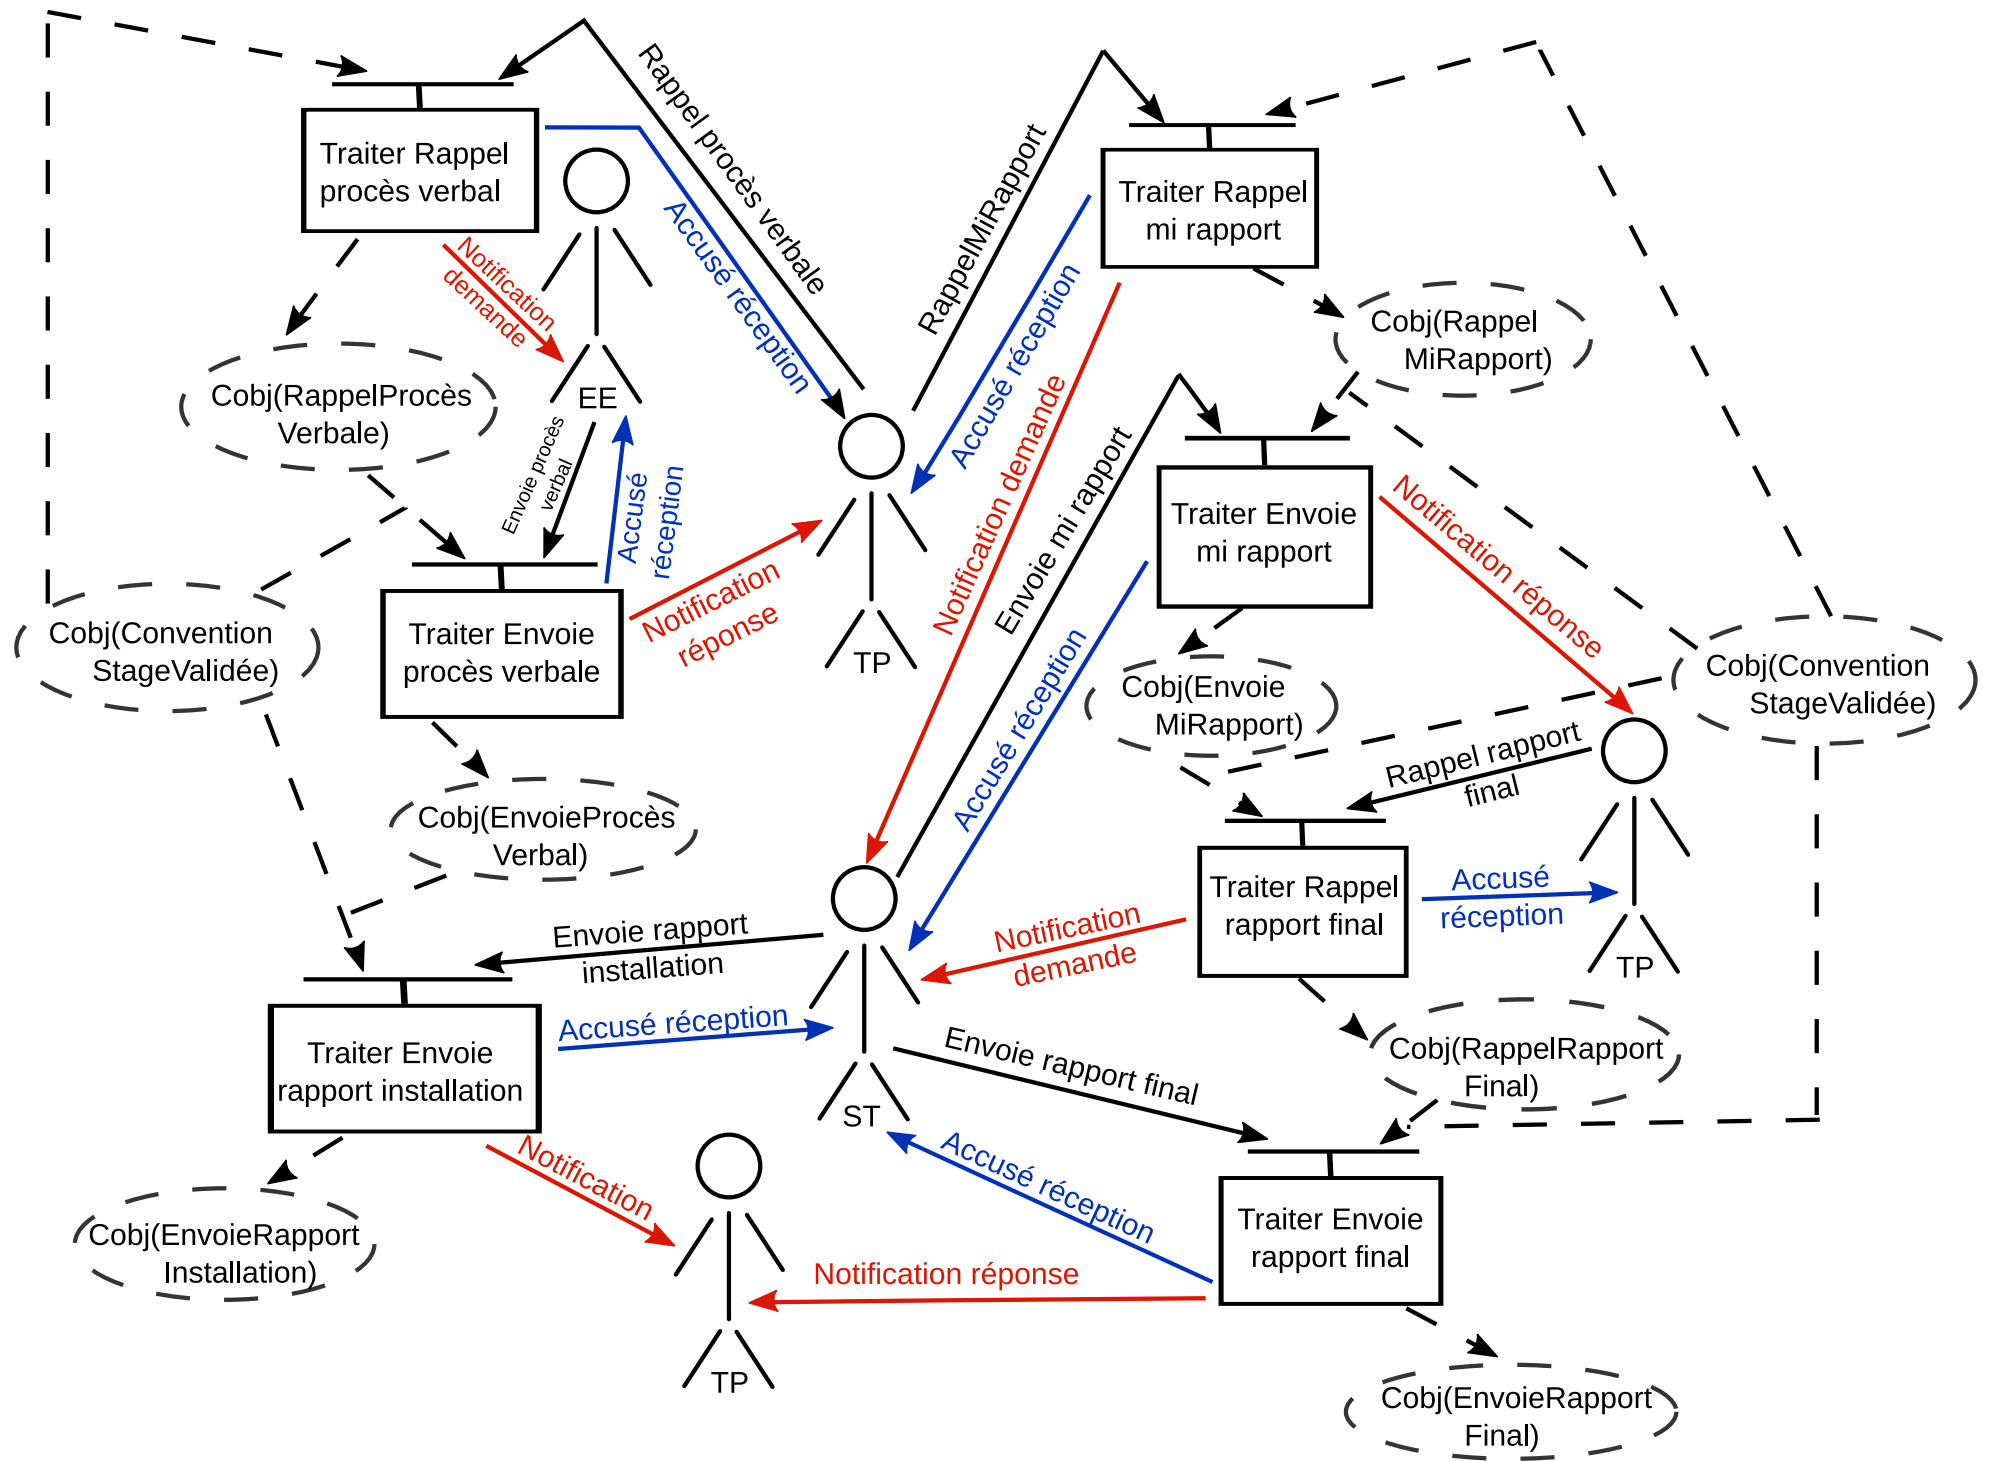 Traiter Rappel
procès verbal
Rappel procès verbale
Accusé réception
Notification
demande
EE
Cobj(RappelProcès
Verbale)
Envoie procès
verbal
Accusé
réception
Notification
réponse
TP
Cobj(Convention
StageValidée)
Traiter Envoie
procès verbale
Cobj(EnvoieProcès
Verbal)
RappelMiRapport
Traiter Rappel
mi rapport
Accusé réception
Notification demande
Cobj(Rappel
MiRapport)
Envoie mi rapport
Traiter Envoie
mi rapport
Notification réponse
Accusé réception
Cobj(Envoie
MiRapport)
Cobj(Convention
StageValidée)
Rappel rapport
final
Traiter Rappel
rapport final
Accusé
réception
TP
Notification
demande
Envoie rapport
installation
Accusé réception
Traiter Envoie
rapport installation
ST
Envoie rapport final
Cobj(RappelRapport
Final)
Notification
Accusé réception
Cobj(EnvoieRapport
Installation)
Traiter Envoie
rapport final
Notification réponse
TP
Cobj(EnvoieRapport
Final)